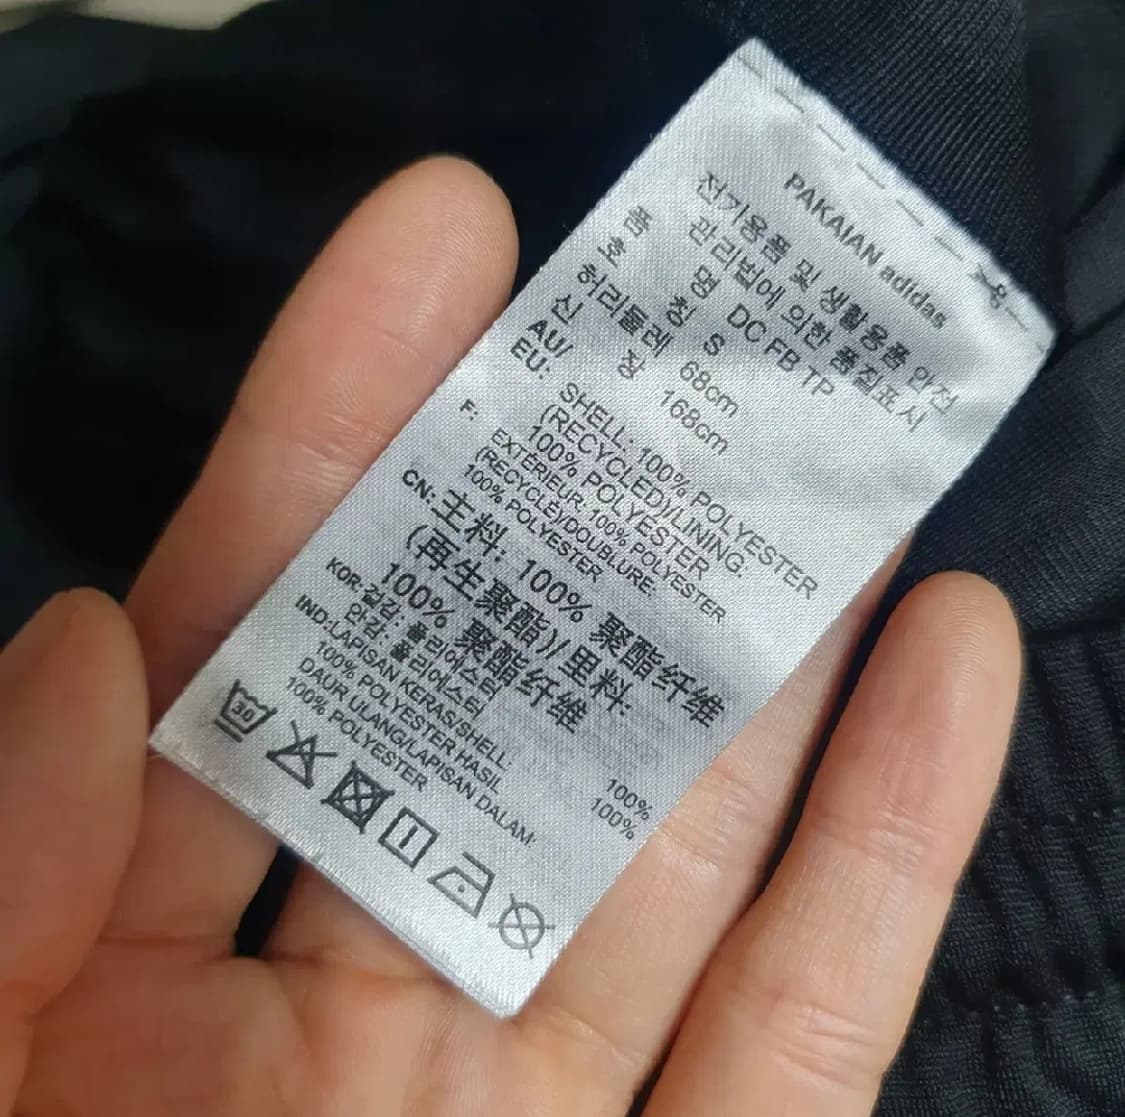 PAKAIAN adidas
전기용품 및 생활용품 안전
관리법에 의한 품질표시
품 명 DC FB TP
호 칭 S
허리둘레 68cm
신 장 168cm
AU/
EU: SHELL: 100% POLYESTER
(RECYCLED)/LINING:
100% POLYESTER
F: EXTÉRIEUR: 100% POLYESTER
(RECYCLÉ)/DOUBLURE:
100% POLYESTER
CN: 主料: 100% 聚酯纤维
(再生聚酯)/里料:
100% 聚酯纤维
KOR:겉감: 폴리에스터 100%
안감: 폴리에스터 100%
IND:LAPISAN KERAS/SHELL:
100% POLYESTER HASIL
DAUR ULANG/LAPISAN DALAM:
100% POLYESTER
30